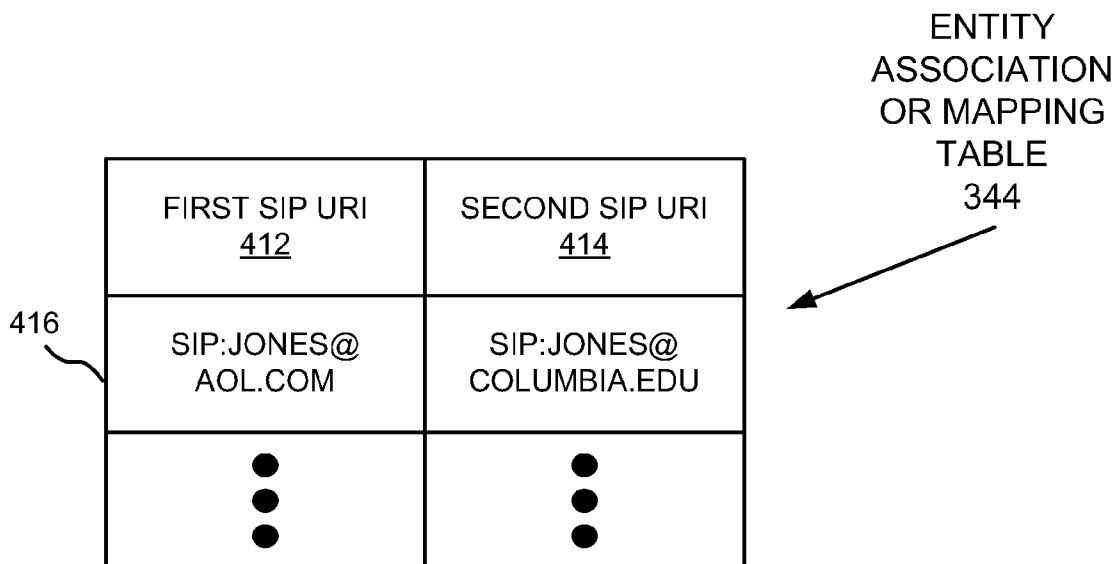 ENTITY
ASSOCIATION
OR MAPPING
TABLE
344
FIRST SIP URI
412
SECOND SIP URI
414
416
SIP:JONES@
AOL.COM
SIP:JONES@
COLUMBIA.EDU